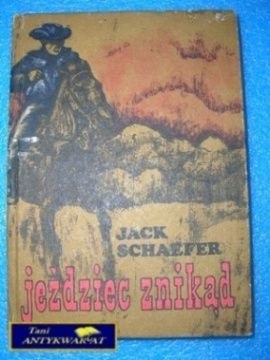 JACK
SCHAEFER
jeździec znikąd
Tani
ANTYKWARIAT